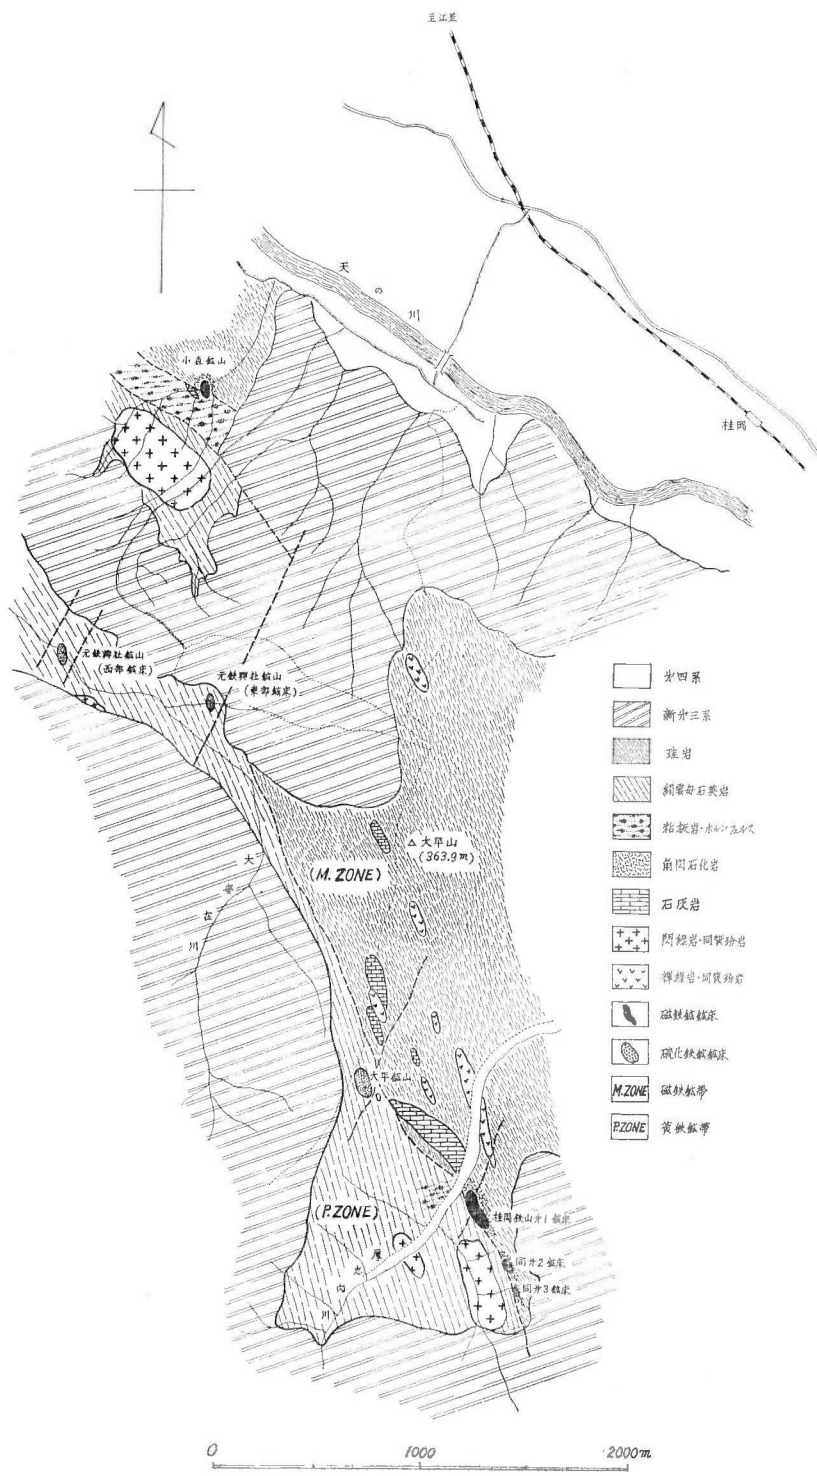 至江差
天の川
小森鉱山
桂岡
元鉄興社鉱山
(西部鉱床)
元鉄興社鉱山
(東部鉱床)
大平山
(363.9m)
(M. ZONE)
大安在川
大平鉱山
(P. ZONE)
桂岡鉄山第1鉱床
同第2鉱床
同第3鉱床
川内志厚
第四系
新第三系
珪岩
絹雲母石英岩
粘板岩・ホルンフェルス
角閃石化岩
石灰岩
閃緑岩・同質玢岩
輝緑岩・同質玢岩
磁鉄鉱鉱床
硫化鉄鉱鉱床
M. ZONE 磁鉄鉱帯
P. ZONE 黄鉄鉱帯
0 1000 2000m